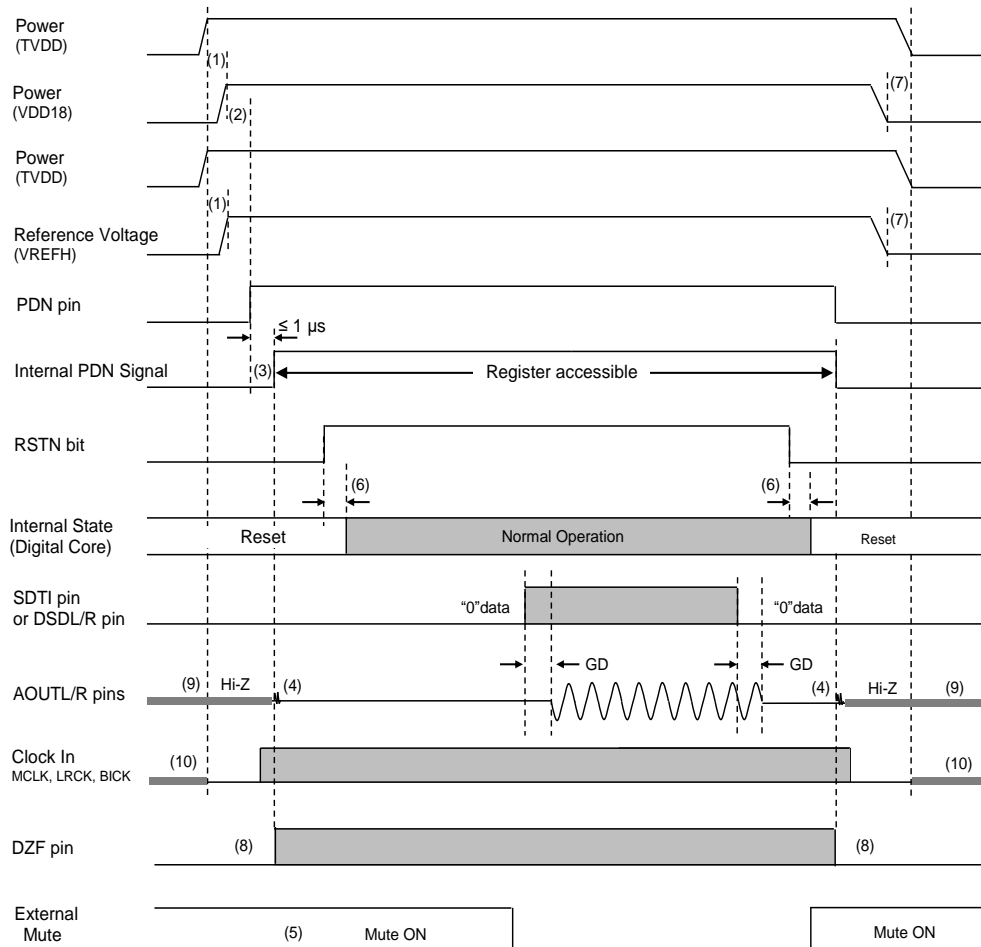 Power
(TVDD)
(1)
Power
(VDD18)
(2)
(7)
Power
(TVDD)
(1)
Reference Voltage
(VREFH)
(7)
PDN pin
≤ 1 μs
Internal PDN Signal
(3)
Register accessible
RSTN bit
(6)
(6)
Internal State
(Digital Core)
Reset
Normal Operation
Reset
SDTI pin
or DSDL/R pin
“0”data
“0”data
GD
GD
AOUTL/R pins
(9)
Hi-Z
(4)
(4)
Hi-Z
(9)
Clock In
MCLK, LRCK, BICK
(10)
(10)
DZF pin
(8)
(8)
External
Mute
(5)
Mute ON
Mute ON